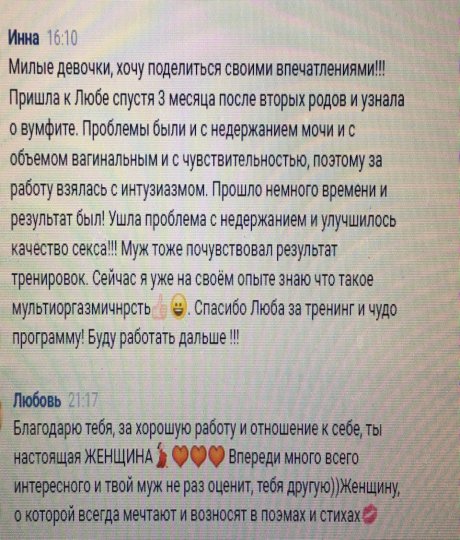 Инна 16:10
Милые девочки, хочу поделиться своими впечатлениями!!!
Пришла к Любе спустя 3 месяца после вторых родов и узнала
о вумфите. Проблемы были и с недержанием мочи и с
объемом вагинальным и с чувствительностью, поэтому за
работу взялась с интузиазмом. Прошло немного времени и
результат был! Ушла проблема с недержанием и улучшилось
качество секса!!! Муж тоже почувствовал результат
тренировок. Сейчас я уже на своём опыте знаю что такое
мультиоргазмичнрсть👍😀. Спасибо Люба за тренинг и чудо
программу! Буду работать дальше !!!
Любовь 21:17
Благодарю тебя, за хорошую работу и отношение к себе, ты
настоящая ЖЕНЩИНА💃❤❤❤ Впереди много всего
интересного и твой муж не раз оценит, тебя другую))Женщину,
о которой всегда мечтают и возносят в поэмах и стихах💋